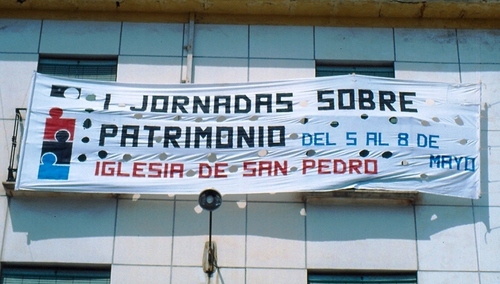 I JORNADAS SOBRE
PATRIMONIO DEL 5 AL 8 DE
MAYO
IGLESIA DE SAN PEDRO